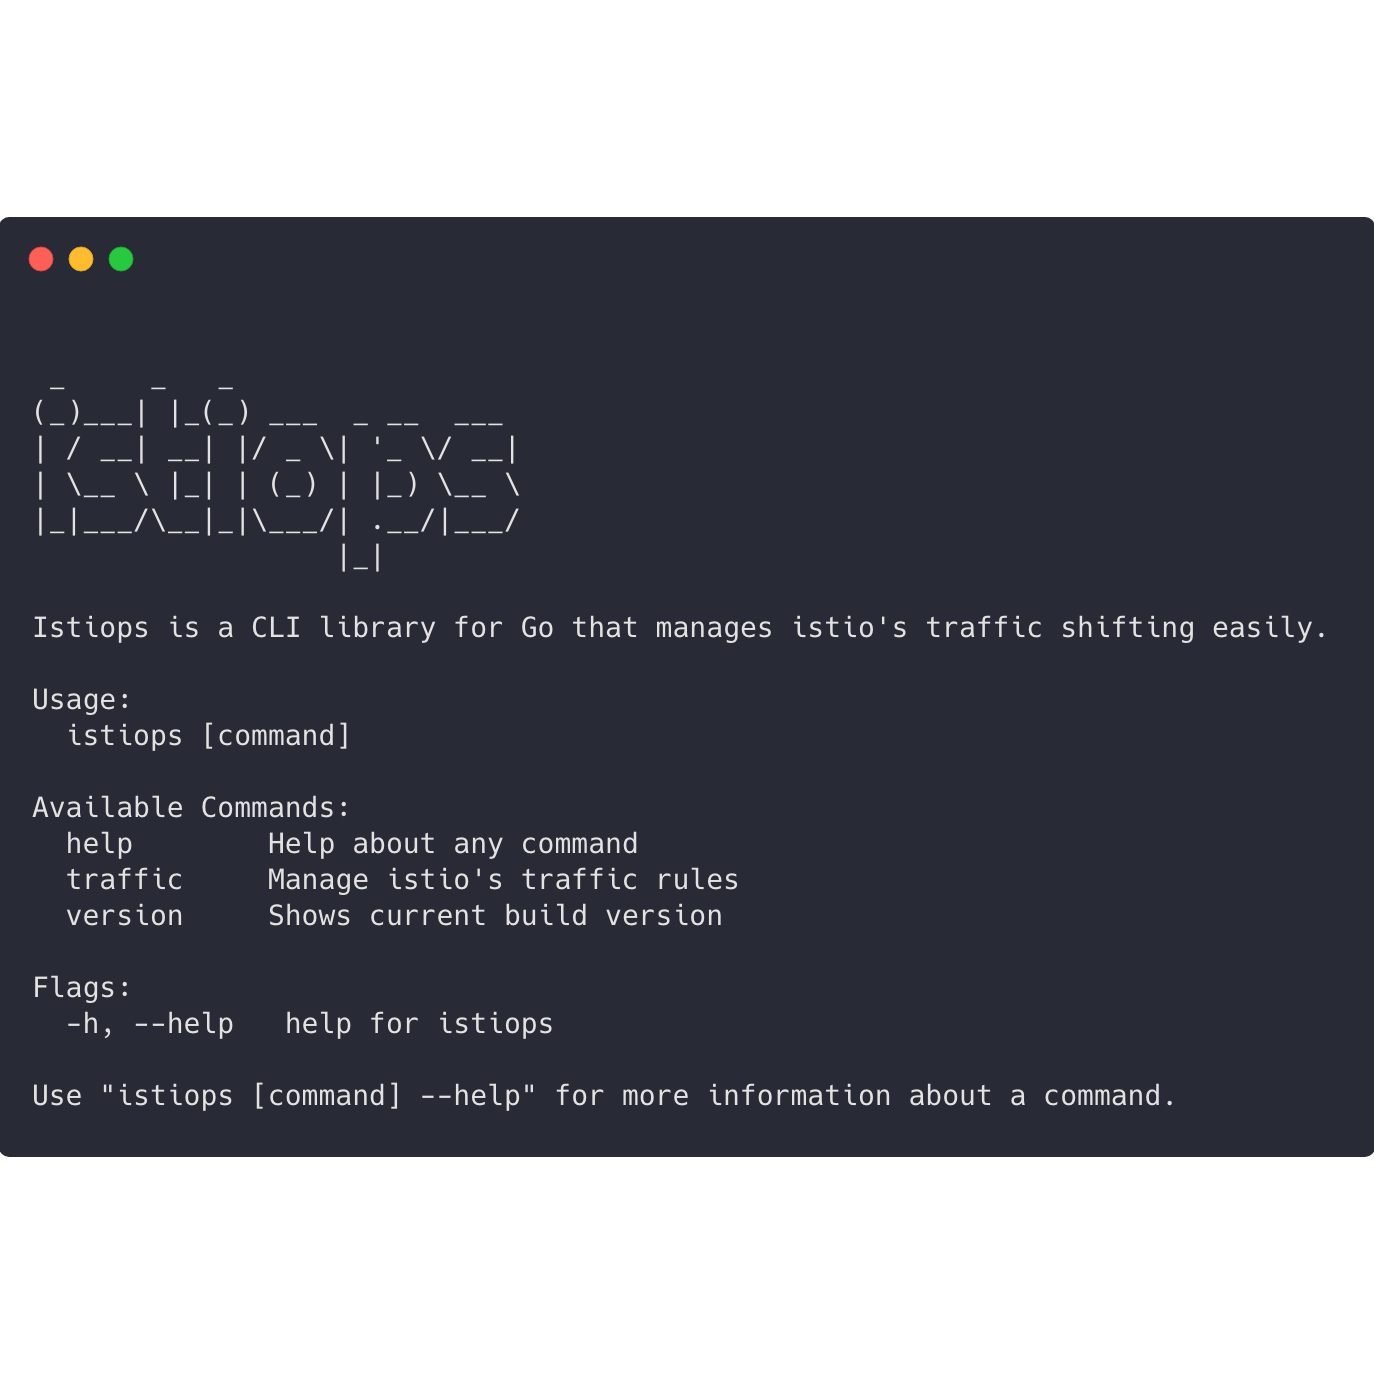 _     _   _
(_)___| |_(_) ___  _ __  ___
| / __| __| |/ _ \| '_ \/ __|
| \__ \ |_| | (_) | |_) \__ \
|_|___/\__|_|\___/| .__/|___/
                  |_|
Istiops is a CLI library for Go that manages istio's traffic shifting easily.
Usage:
  istiops [command]
Available Commands:
  help        Help about any command
  traffic     Manage istio's traffic rules
  version     Shows current build version
Flags:
  -h, --help   help for istiops
Use "istiops [command] --help" for more information about a command.